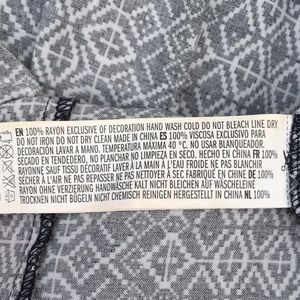 EN 100% RAYON EXCLUSIVE OF DECORATION HAND WASH COLD DO NOT BLEACH LINE DRY
DO NOT IRON DO NOT DRY CLEAN MADE IN CHINA ES 100% VISCOSA EXCLUSIVO PARA
DECORACIÓN LAVAR A MANO. TEMPERATURA MÁXIMA 40 °C. NO USAR BLANQUEADOR.
SECADO EN TENDEDERO, NO PLANCHAR NO LIMPIEZA EN SECO. HECHO EN CHINA FR 100%
RAYONNE SAUF TISSU DÉCORATIF LAVER À LA MAIN À L'EAU FROIDE NE PAS BLANCHIR
SÉCHER À L'AIR NE PAS REPASSER NE PAS NETTOYER À SEC FABRIQUE EN CHINE DE 100%
RAYON OHNE VERZIERUNG HANDWÄSCHE KALT NICHT BLEICHEN AUF WÄSCHELEINE
TROCKNEN NICHT BÜGELN NICHT CHEMISCH REINIGEN HERGESTELLT IN CHINA NL 100%